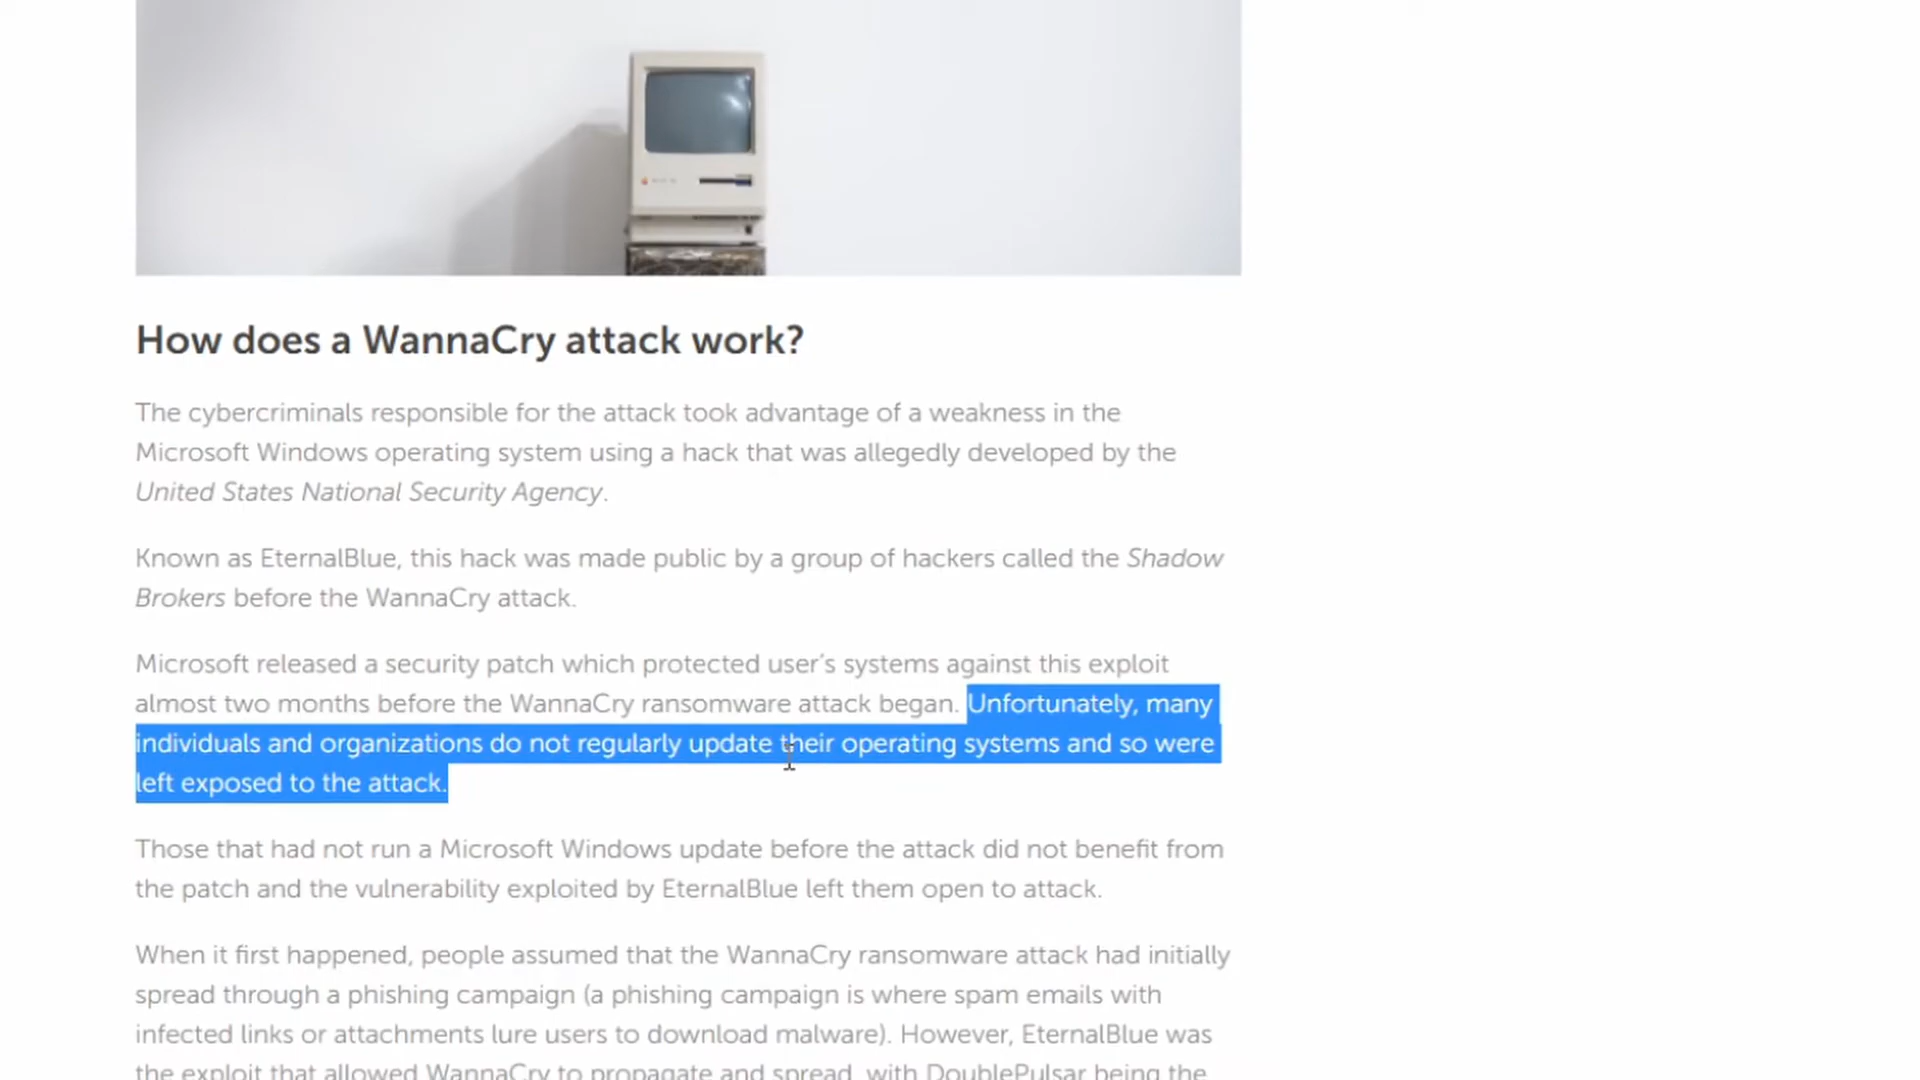 How does a WannaCry attack work?
The cybercriminals responsible for the attack took advantage of a weakness in the
Microsoft Windows operating system using a hack that was allegedly developed by the
United States National Security Agency.
Known as EternalBlue, this hack was made public by a group of hackers called the Shadow
Brokers before the WannaCry attack.
Microsoft released a security patch which protected user’s systems against this exploit
almost two months before the WannaCry ransomware attack began. Unfortunately, many
individuals and organizations do not regularly update their operating systems and so were
left exposed to the attack.
Those that had not run a Microsoft Windows update before the attack did not benefit from
the patch and the vulnerability exploited by EternalBlue left them open to attack.
When it first happened, people assumed that the WannaCry ransomware attack had initially
spread through a phishing campaign (a phishing campaign is where spam emails with
infected links or attachments lure users to download malware). However, EternalBlue was
the exploit that allowed WannaCry to propagate and spread, with DoublePulsar being the